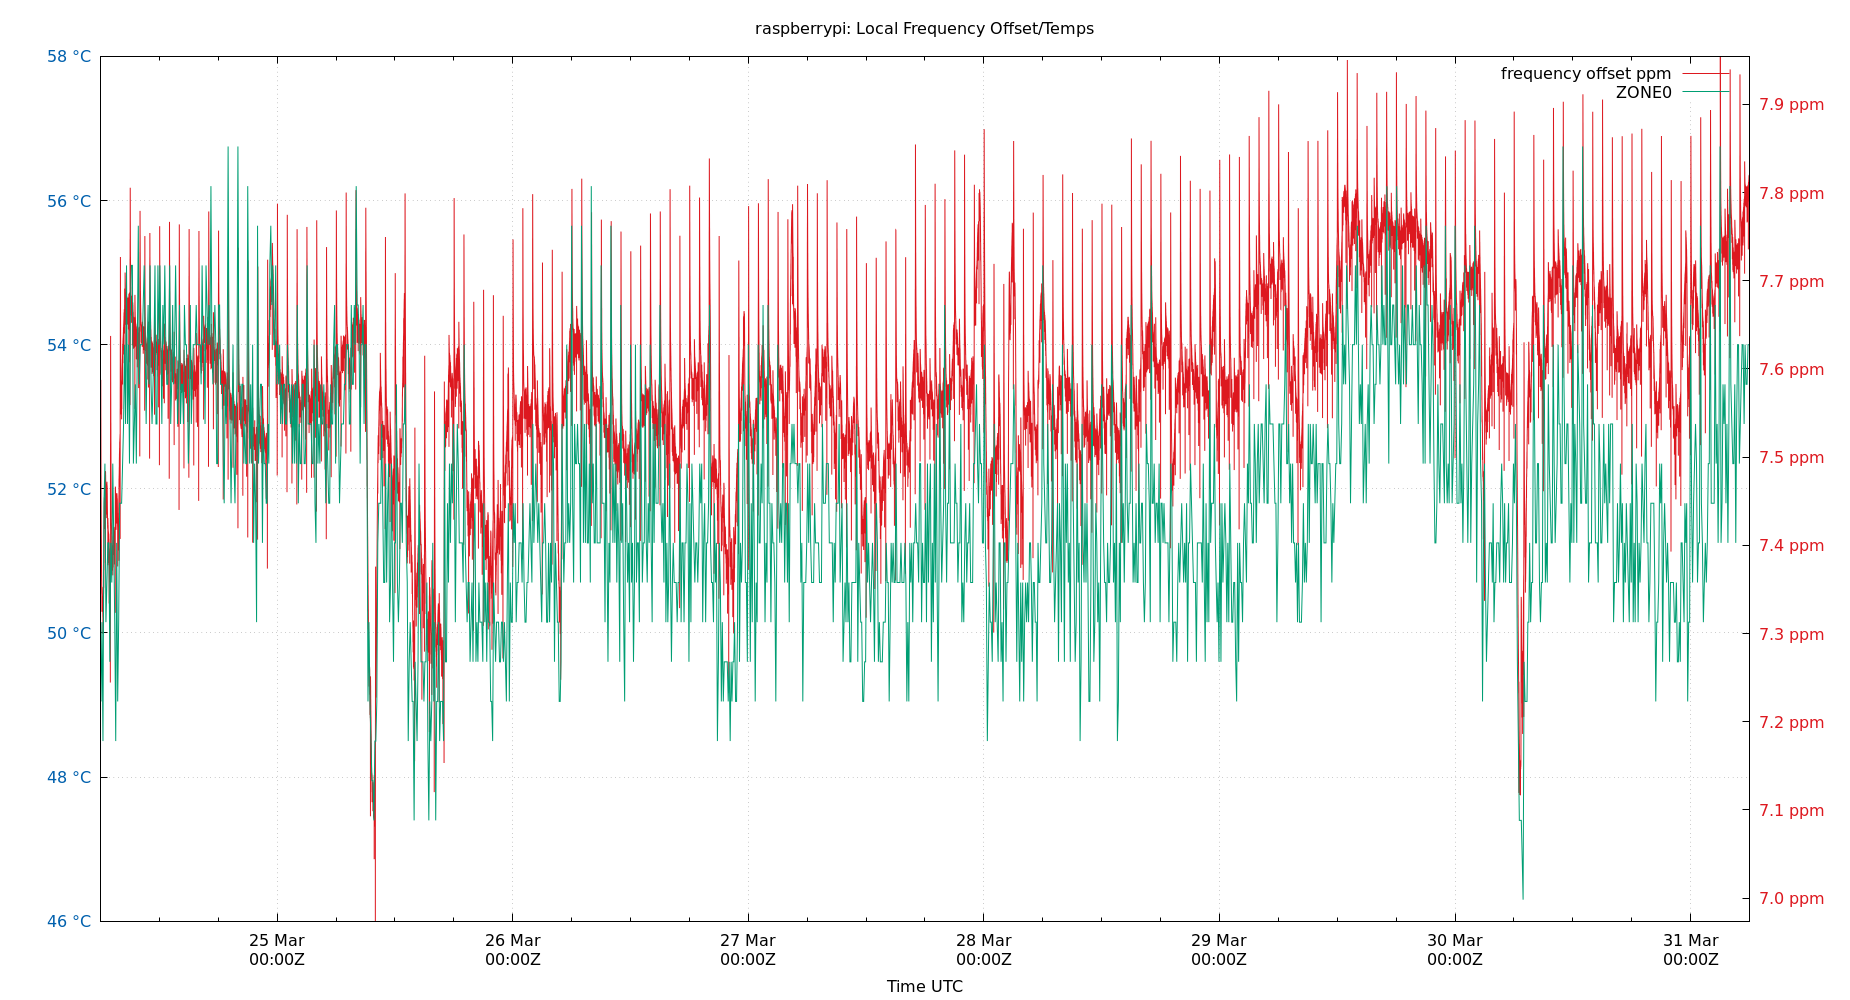 raspberrypi: Local Frequency Offset/Temps
58 °C
56 °C
54 °C
52 °C
50 °C
48 °C
46 °C
frequency offset ppm
ZONE0
7.9 ppm
7.8 ppm
7.7 ppm
7.6 ppm
7.5 ppm
7.4 ppm
7.3 ppm
7.2 ppm
7.1 ppm
7.0 ppm
25 Mar 26 Mar 27 Mar 28 Mar 29 Mar 30 Mar 31 Mar
00:00Z 00:00Z 00:00Z 00:00Z 00:00Z 00:00Z 00:00Z
Time UTC